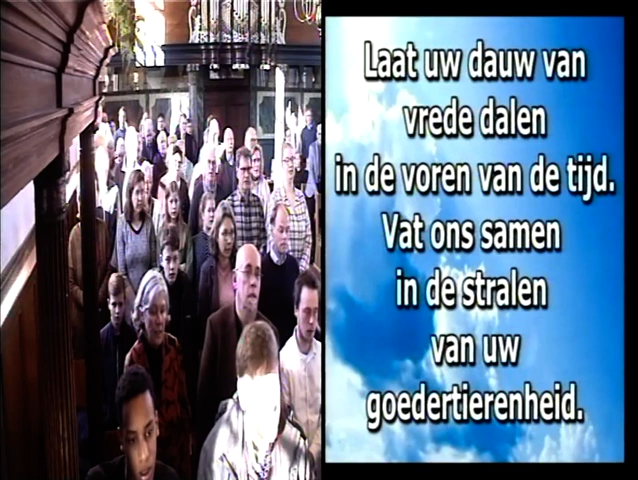 Laat uw dauw van
vrede dalen
in de voren van de tijd.
Vat ons samen
in de stralen
van uw
goedertierenheid.